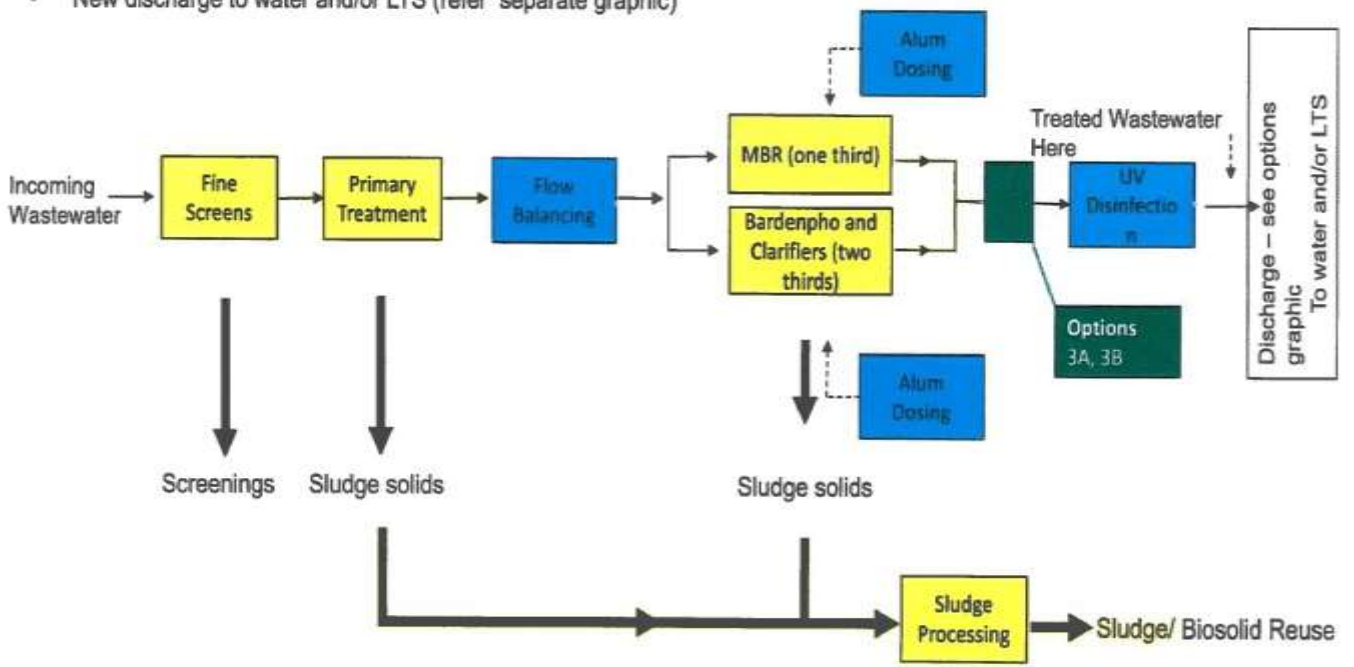 • New discharge to water and/or LTS (refer separate graphic)
Alum
Dosing
Treated Wastewater
Here
MBR (one third)
Incoming
Wastewater
Fine
Screens
Primary
Treatment
Flow
Balancing
UV
Disinfectio
n
Bardenpho and
Clarifiers (two
thirds)
Discharge – see options
graphic
To water and/or LTS
Options
3A, 3B
Alum
Dosing
Screenings
Sludge solids
Sludge solids
Sludge
Processing
Sludge/ Biosolid Reuse